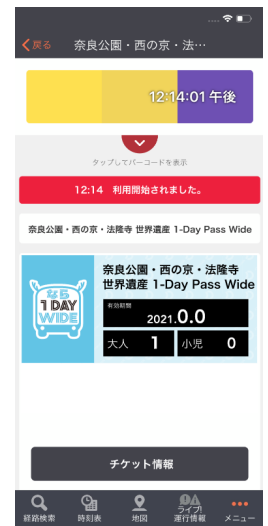 戻る 奈良公園・西の京・法…
12:14:01 午後
タップしてバーコードを表示
12:14 利用開始されました。
奈良公園・西の京・法隆寺 世界遺産 1-Day Pass Wide
なら
1 DAY
WIDE
奈良公園・西の京・法隆寺
世界遺産 1-Day Pass Wide
有効期間
2021.0.0
大人 1 小児 0
チケット情報
経路検索 時刻表 地図 ライブ!
運行情報 メニュー